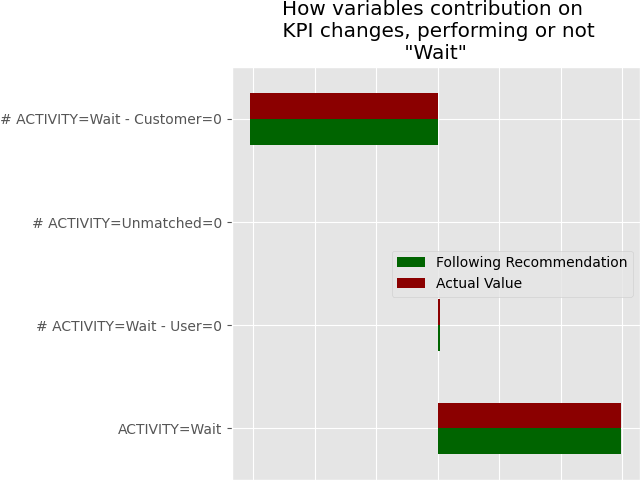 How variables contribution on
KPI changes, performing or not
"Wait"
# ACTIVITY=Wait - Customer=0
# ACTIVITY=Unmatched=0
Following Recommendation
Actual Value
# ACTIVITY=Wait - User=0
ACTIVITY=Wait